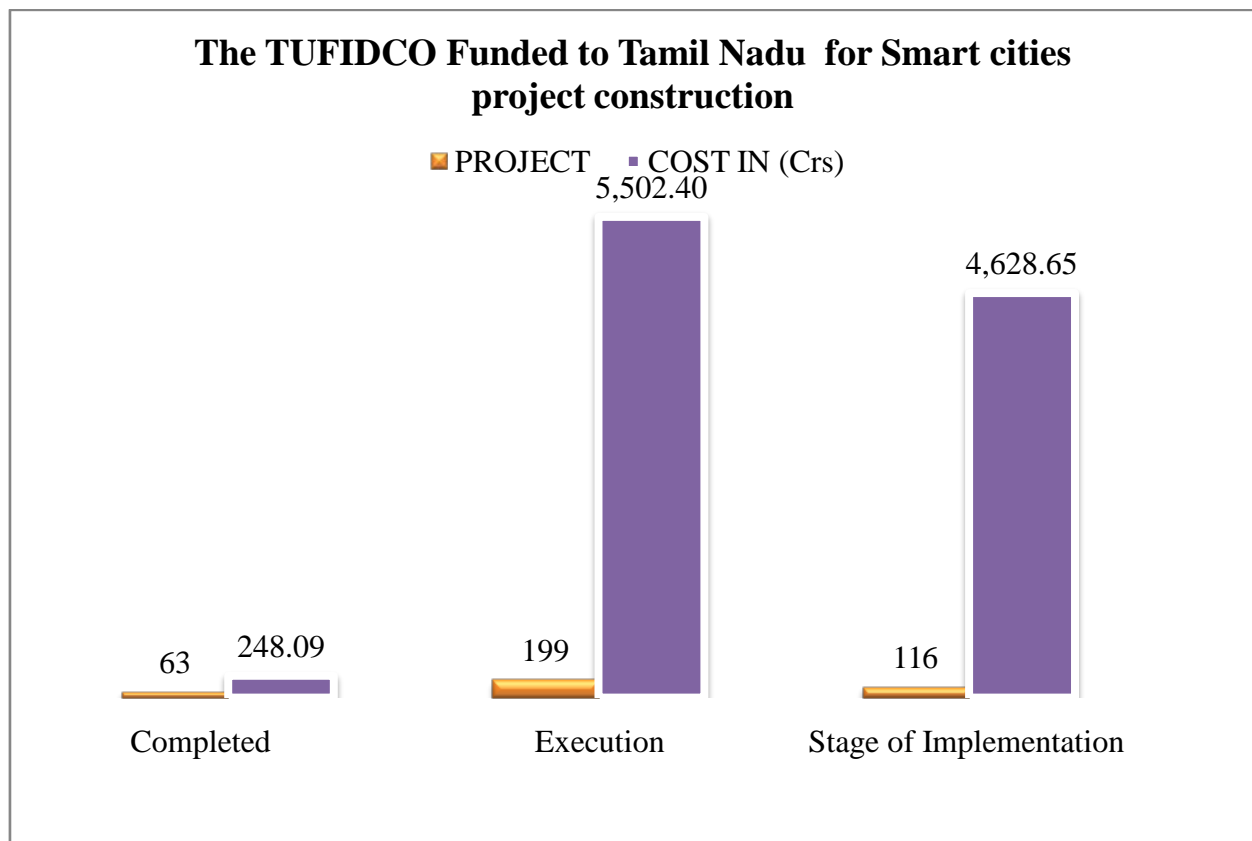 The TUFIDCO Funded to Tamil Nadu for Smart cities
project construction
PROJECT COST IN (Crs)
5,502.40
4,628.65
63 248.09 199 116
Completed Execution Stage of Implementation